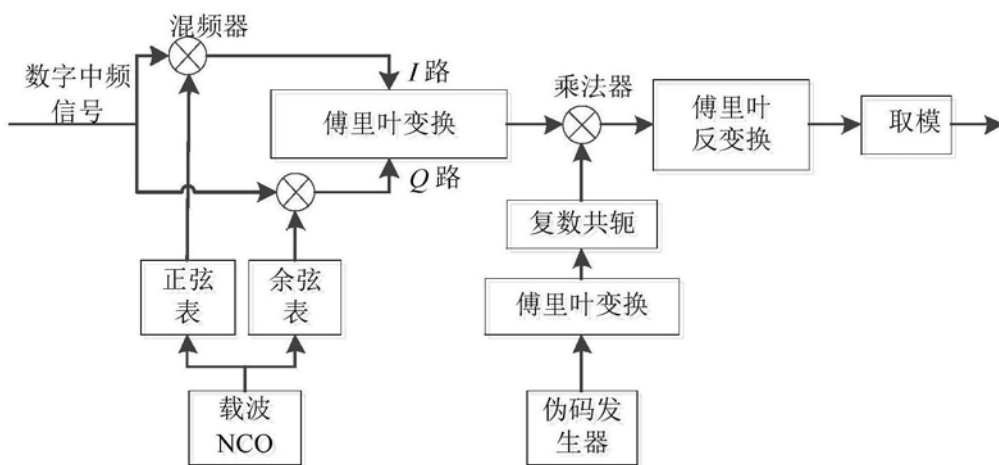 混频器
数字中频
信号
I 路
傅里叶变换
Q 路
乘法器
傅里叶
反变换
取模
复数共轭
正弦
表
余弦
表
傅里叶变换
载波
NCO
伪码发
生器